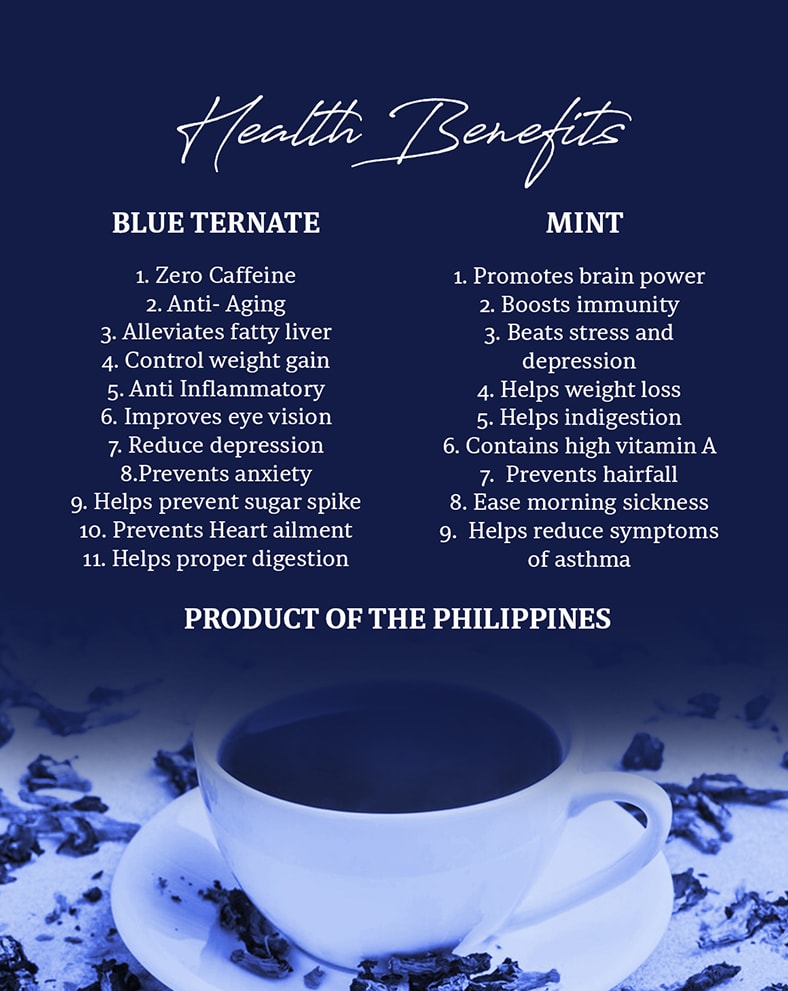 Health Benefits
BLUE TERNATE
1. Zero Caffeine
2. Anti- Aging
3. Alleviates fatty liver
4. Control weight gain
5. Anti Inflammatory
6. Improves eye vision
7. Reduce depression
8.Prevents anxiety
9. Helps prevent sugar spike
10. Prevents Heart ailment
11. Helps proper digestion
MINT
1. Promotes brain power
2. Boosts immunity
3. Beats stress and
depression
4. Helps weight loss
5. Helps indigestion
6. Contains high vitamin A
7. Prevents hairfall
8. Ease morning sickness
9. Helps reduce symptoms
of asthma
PRODUCT OF THE PHILIPPINES